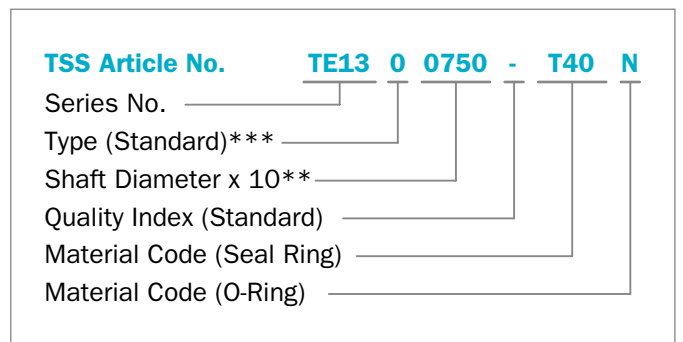 TSS Article No. TE13 0 0750 - T40 N
Series No.
Type (Standard)***
Shaft Diameter x 10**
Quality Index (Standard)
Material Code (Seal Ring)
Material Code (O-Ring)